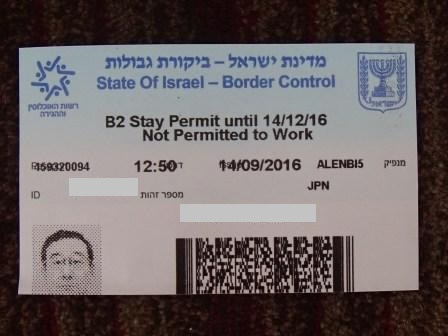 מדינת ישראל – ביקורת גבולות
State Of Israel – Border Control
רשות האוכלוסין
וההגירה
B2 Stay Permit until 14/12/16
Not Permitted to Work
459320094 12:50 14/09/2016 ALENBI5 מנפיק
JPN
ID מספר זהות